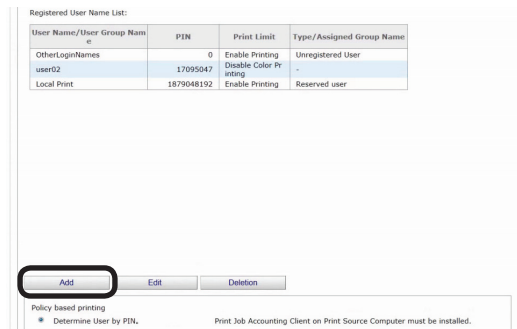 Registered User Name List:
User Name/User Group Nam
e
PIN
Print Limit
Type/Assigned Group Name
OtherLoginNames 0 Enable Printing Unregistered User
user02 17095047 Disable Color Pr
inting
-
Local Print 1879048192 Enable Printing Reserved user
Add Edit Deletion
Policy based printing
Determine User by PIN. Print Job Accounting Client on Print Source Computer must be installed.